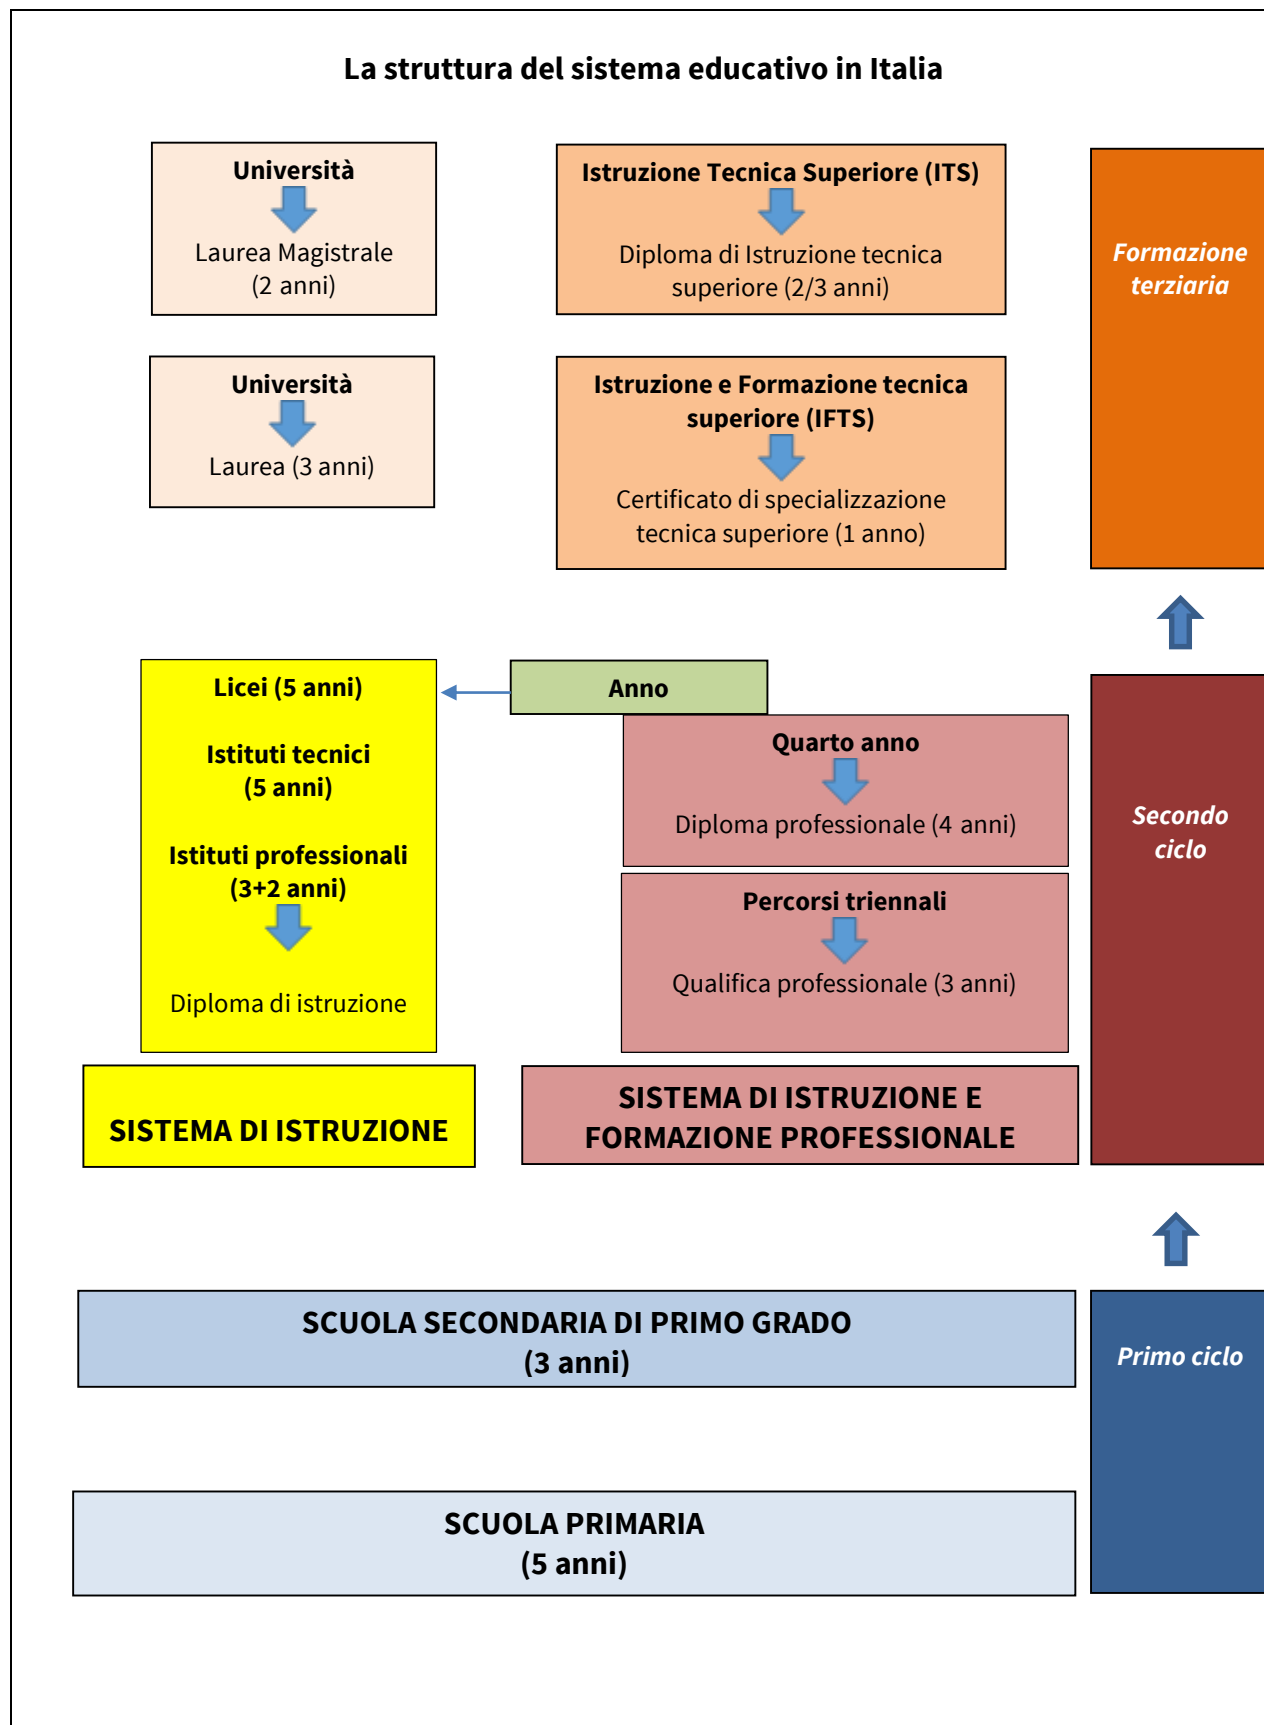 La struttura del sistema educativo in Italia
Università
Laurea Magistrale
(2 anni)
Istruzione Tecnica Superiore (ITS)
Diploma di Istruzione tecnica
superiore (2/3 anni)
Formazione
terziaria
Università
Laurea (3 anni)
Istruzione e Formazione tecnica
superiore (IFTS)
Certificato di specializzazione
tecnica superiore (1 anno)
Licei (5 anni)
Istituti tecnici
(5 anni)
Istituti professionali
(3+2 anni)
Diploma di istruzione
Anno
Quarto anno
Diploma professionale (4 anni)
Percorsi triennali
Qualifica professionale (3 anni)
Secondo
ciclo
SISTEMA DI ISTRUZIONE
SISTEMA DI ISTRUZIONE E
FORMAZIONE PROFESSIONALE
SCUOLA SECONDARIA DI PRIMO GRADO
(3 anni)
Primo ciclo
SCUOLA PRIMARIA
(5 anni)